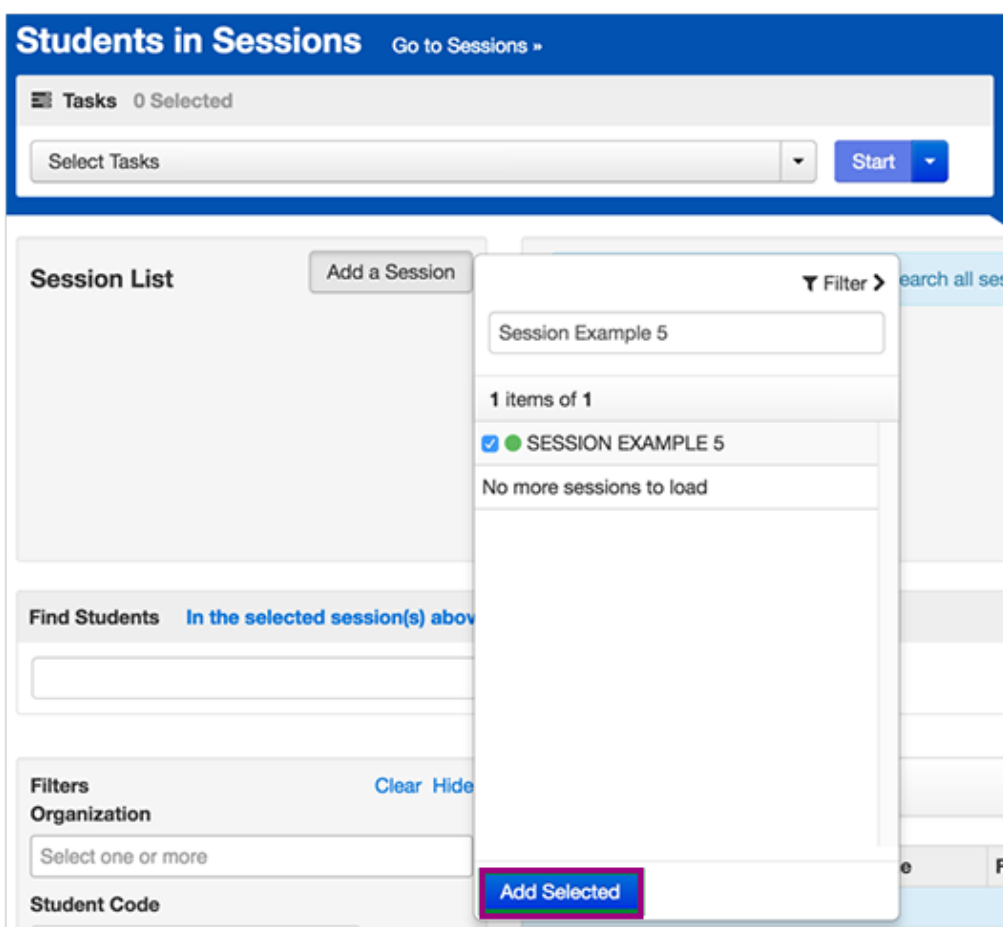 Students in Sessions Go to Sessions »
Tasks 0 Selected
Select Tasks
Start
Session List
Add a Session
Filter
earch all ses
Session Example 5
1 items of 1
SESSION EXAMPLE 5
No more sessions to load
Find Students In the selected session(s) abov
Filters Clear Hide
Organization
Select one or more
e F
Add Selected
Student Code